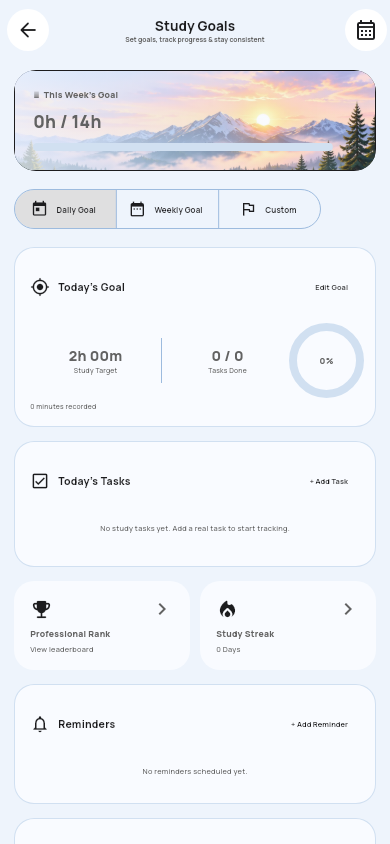 Study Goals
Set goals, track progress & stay consistent
This Week's Goal
0h / 14h
Daily Goal
Weekly Goal
Custom
Today's Goal
Edit Goal
2h 00m
Study Target
0 / 0
Tasks Done
0%
0 minutes recorded
Today's Tasks
+ Add Task
No study tasks yet. Add a real task to start tracking.
Professional Rank
View leaderboard
Study Streak
0 Days
Reminders
+ Add Reminder
No reminders scheduled yet.